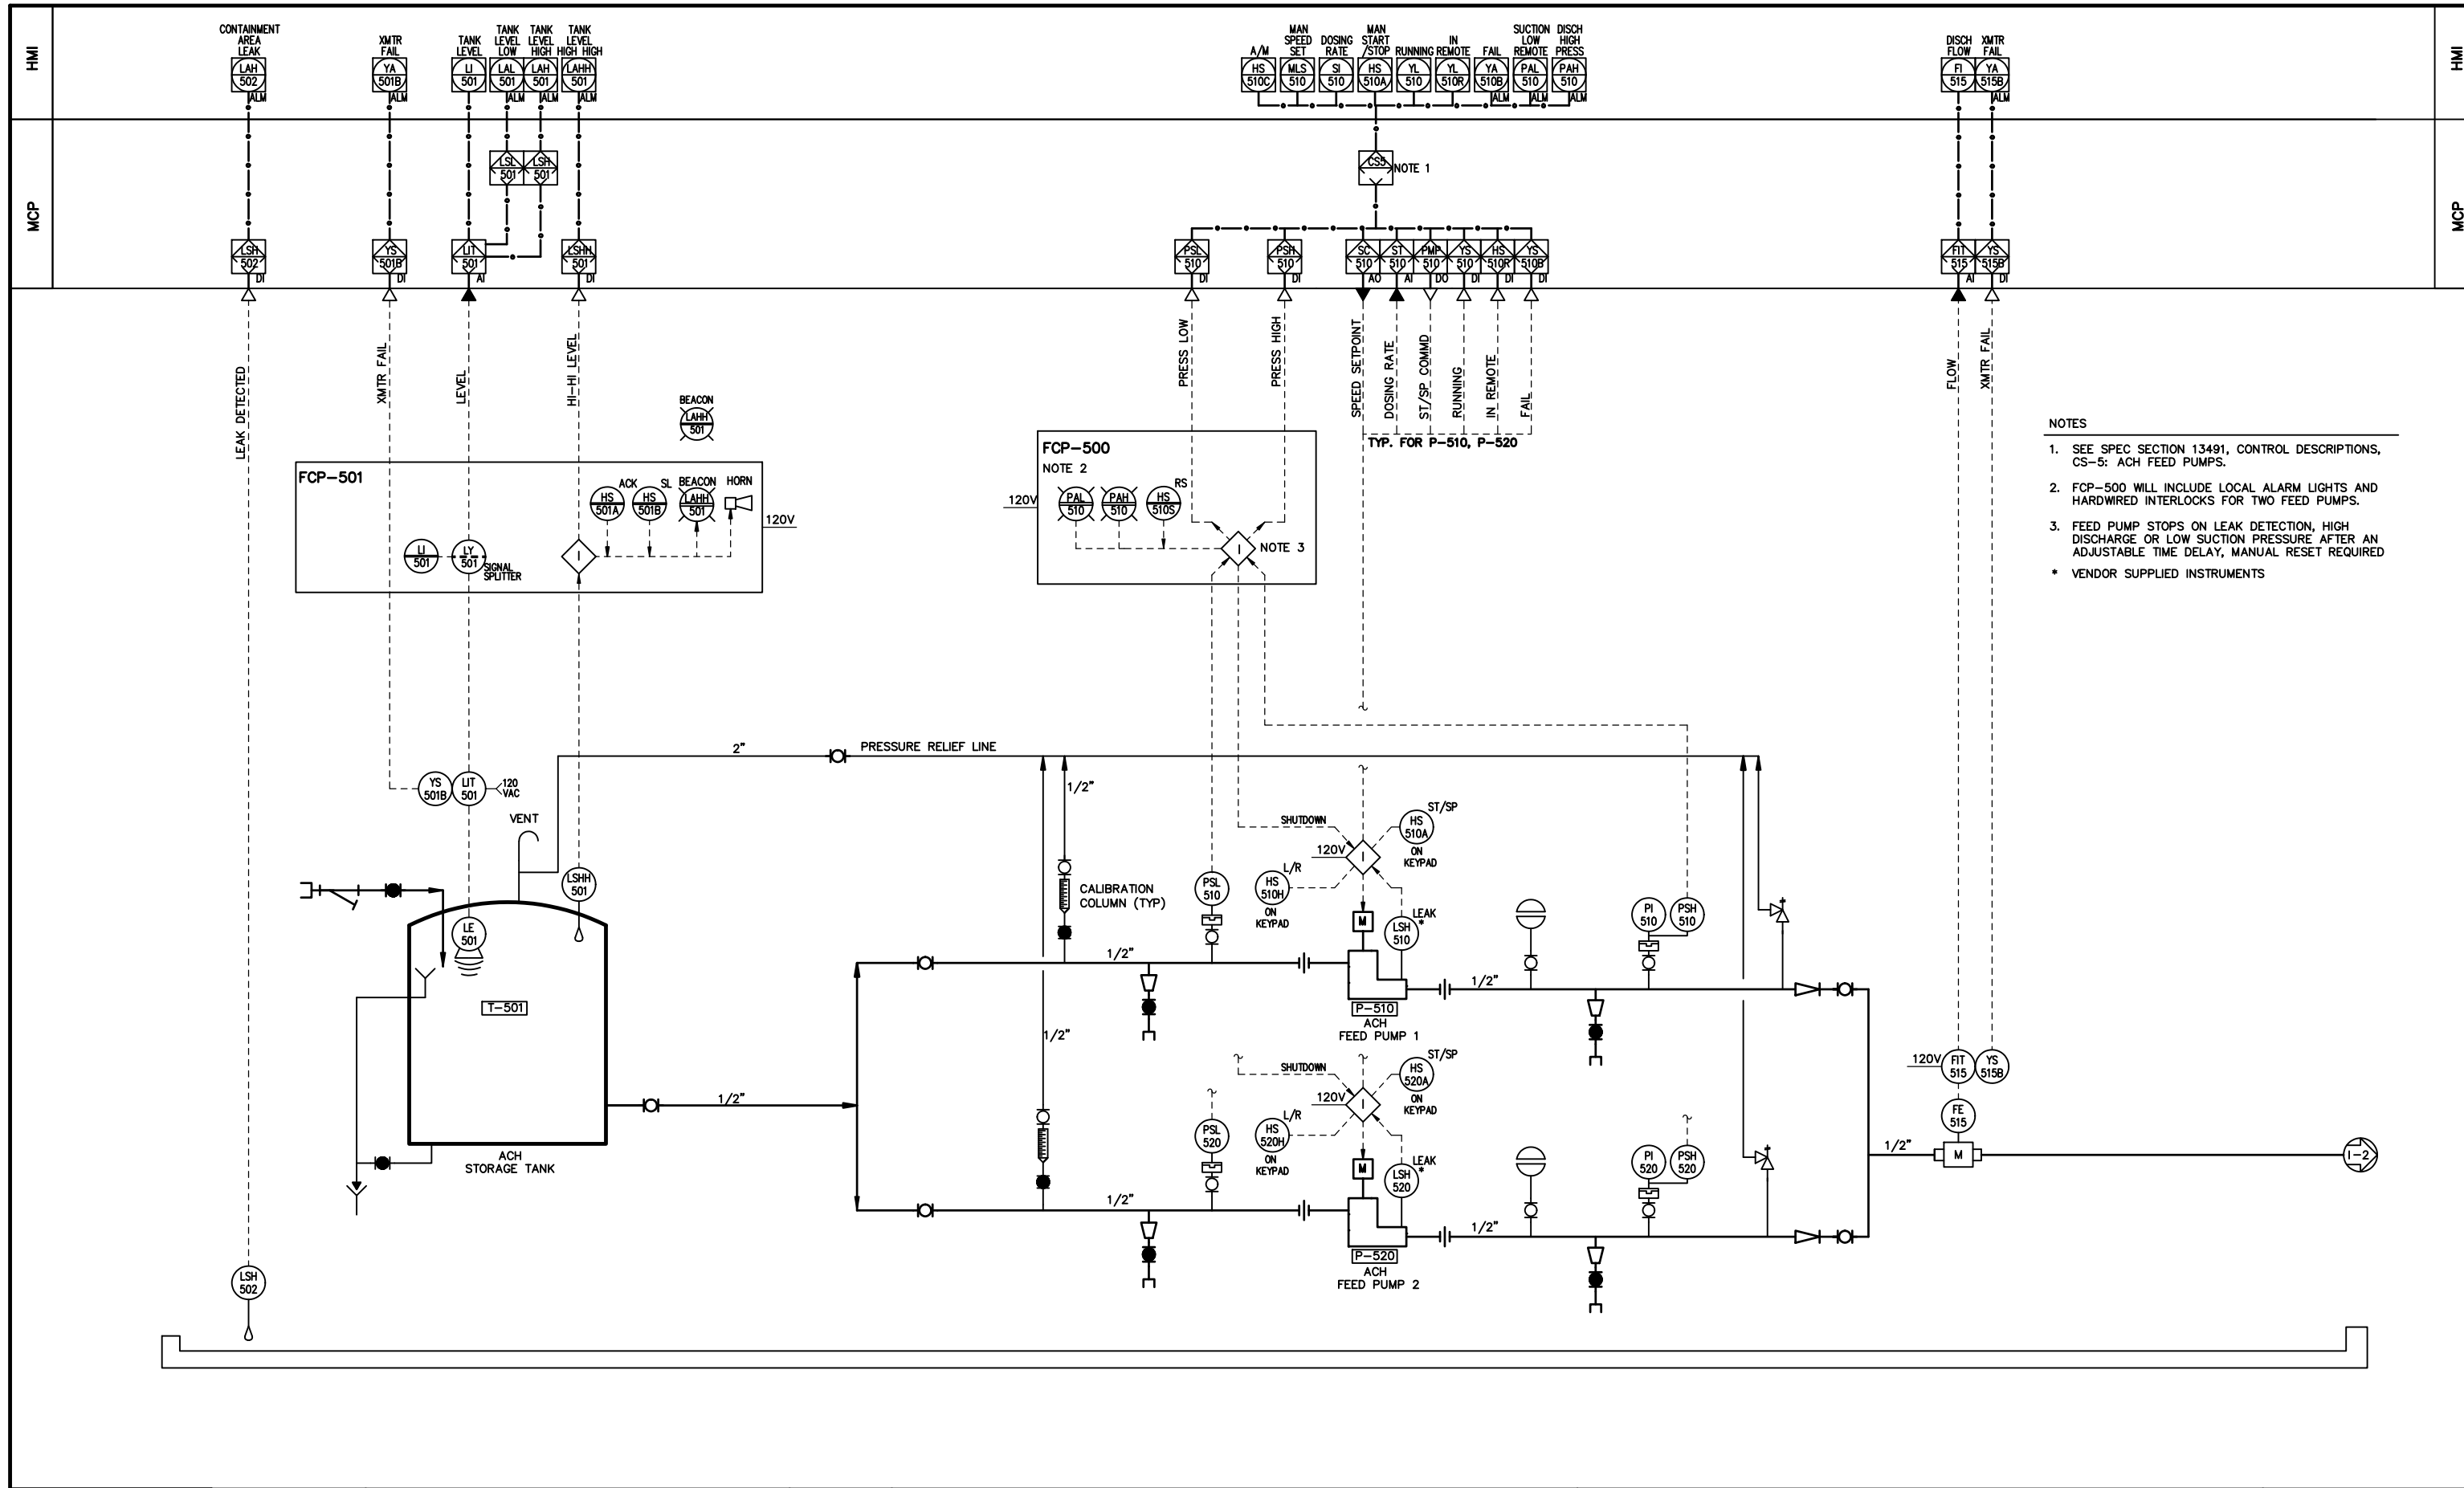 HMI
CONTAINMENT
AREA
LEAK
LAH
502
ALM
XMTR
FAIL
YA
501B
ALM
TANK
LEVEL
LI
501
TANK
LEVEL
LOW
LAL
501
ALM
TANK
LEVEL
HIGH
LAH
501
ALM
TANK
LEVEL
HIGH HIGH
LAHH
501
ALM
A/M
HS
510C
MAN
SPEED
SET
MLS
510
DOSING
RATE
SI
510
MAN
START
/STOP
HS
510A
RUNNING
YL
510
IN
REMOTE
YL
510R
FAIL
YA
510B
ALM
SUCTION
LOW
REMOTE
PAL
510
ALM
DISCH
HIGH
PRESS
PAH
510
ALM
DISCH
FLOW
FI
515
XMTR
FAIL
YA
515B
ALM
HMI
MCP
LSL
501
LSH
501
CS5
NOTE 1
LSH
502
DI
YS
501B
DI
LIT
501
AI
LSHH
501
DI
PSL
510
DI
PSH
510
DI
SC
510
AO
ST
510
AI
PMP
510
DO
YS
510
DI
HS
510R
DI
YS
510B
DI
FIT
515
AI
YS
515B
DI
MCP
LEAK DETECTED
XMTR FAIL
LEVEL
HI-HI LEVEL
PRESS LOW
PRESS HIGH
SPEED SETPOINT
DOSING RATE
ST/SP COMMD
RUNNING
IN REMOTE
FAIL
TYP. FOR P-510, P-520
FLOW
XMTR FAIL
BEACON
LAHH
501
FCP-501
HS
501A
ACK
HS
501B
SL
BEACON
LAHH
501
HORN
120V
LI
501
LY
501
SIGNAL
SPLITTER
I
FCP-500
NOTE 2
120V
PAL
510
PAH
510
HS
510S
RS
I
NOTE 3
NOTES
1. SEE SPEC SECTION 13491, CONTROL DESCRIPTIONS,
CS-5: ACH FEED PUMPS.
2. FCP-500 WILL INCLUDE LOCAL ALARM LIGHTS AND
HARDWIRED INTERLOCKS FOR TWO FEED PUMPS.
3. FEED PUMP STOPS ON LEAK DETECTION, HIGH
DISCHARGE OR LOW SUCTION PRESSURE AFTER AN
ADJUSTABLE TIME DELAY, MANUAL RESET REQUIRED
* VENDOR SUPPLIED INSTRUMENTS
2"
PRESSURE RELIEF LINE
YS
501B
LIT
501
120
VAC
VENT
LSHH
501
LE
501
T-501
ACH
STORAGE TANK
1/2"
1/2"
CALIBRATION
COLUMN (TYP)
1/2"
1/2"
PSL
510
SHUTDOWN
120V
I
ST/SP
HS
510A
ON
KEYPAD
L/R
HS
510H
ON
KEYPAD
M
LEAK
*
LSH
510
P-510
ACH
FEED PUMP 1
1/2"
PI
510
PSH
510
1/2"
PSL
520
SHUTDOWN
120V
I
ST/SP
HS
520A
ON
KEYPAD
L/R
HS
520H
ON
KEYPAD
M
LEAK
*
LSH
520
P-520
ACH
FEED PUMP 2
1/2"
PI
520
PSH
520
1/2"
120V
FIT
515
YS
515B
FE
515
M
I-2
LSH
502